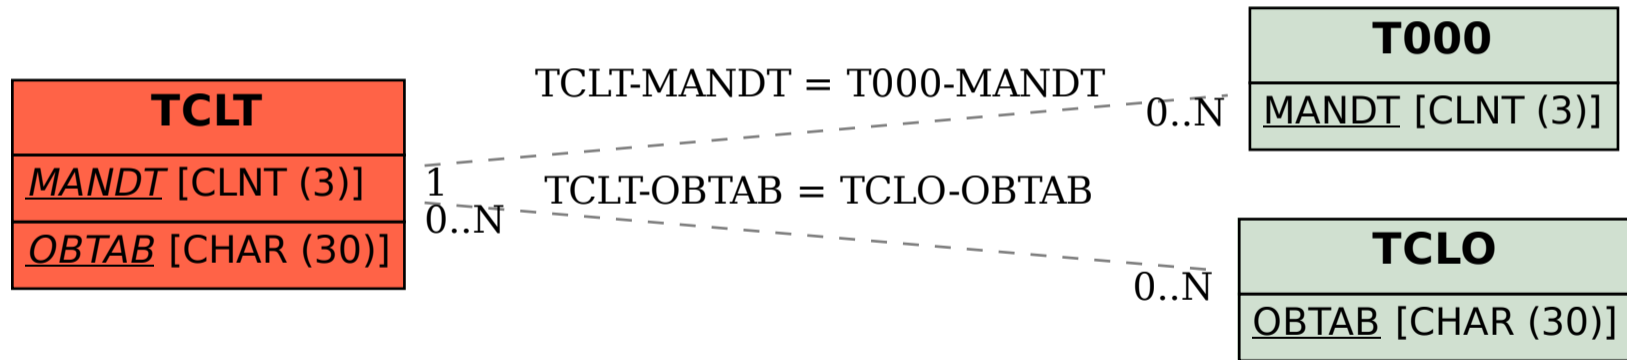 TCLT
MANDT [CLNT (3)]
OBTAB [CHAR (30)]
TCLT-MANDT = T000-MANDT
1
0..N
TCLT-OBTAB = TCLO-OBTAB
0..N
0..N
T000
MANDT [CLNT (3)]
TCLO
OBTAB [CHAR (30)]